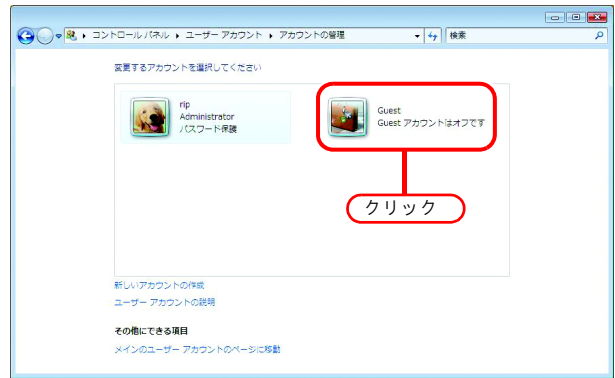 コントロール パネル ▸ ユーザー アカウント ▸ アカウントの管理
検索
変更するアカウントを選択してください
rip
Administrator
パスワード保護
Guest
Guest アカウントはオフです
クリック
新しいアカウントの作成
ユーザー アカウントの説明
その他にできる項目
メインのユーザー アカウントのページに移動